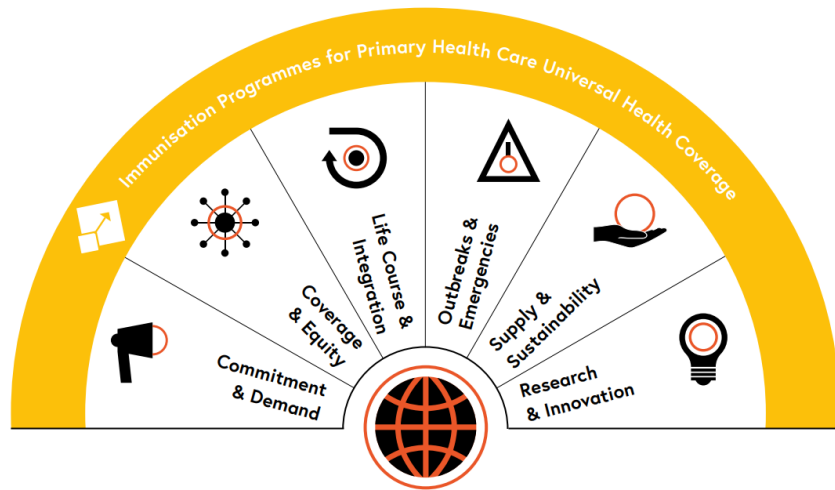 Immunisation Programmes for Primary Health Care Universal Health Coverage
Commitment
& Demand
Coverage
& Equity
Life Course &
Integration
Outbreaks &
Emergencies
Supply &
Sustainability
Research
& Innovation